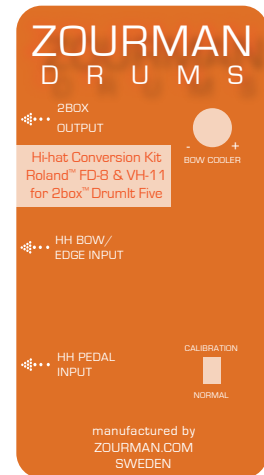 ZOURMAN
DRUMS
2BOX
OUTPUT
- +
BOW COOLER
Hi-hat Conversion Kit
Roland™ FD-8 & VH-11
for 2box™ DrumIt Five
HH BOW/
EDGE INPUT
HH PEDAL
INPUT
CALIBRATION
NORMAL
manufactured by
ZOURMAN.COM
SWEDEN